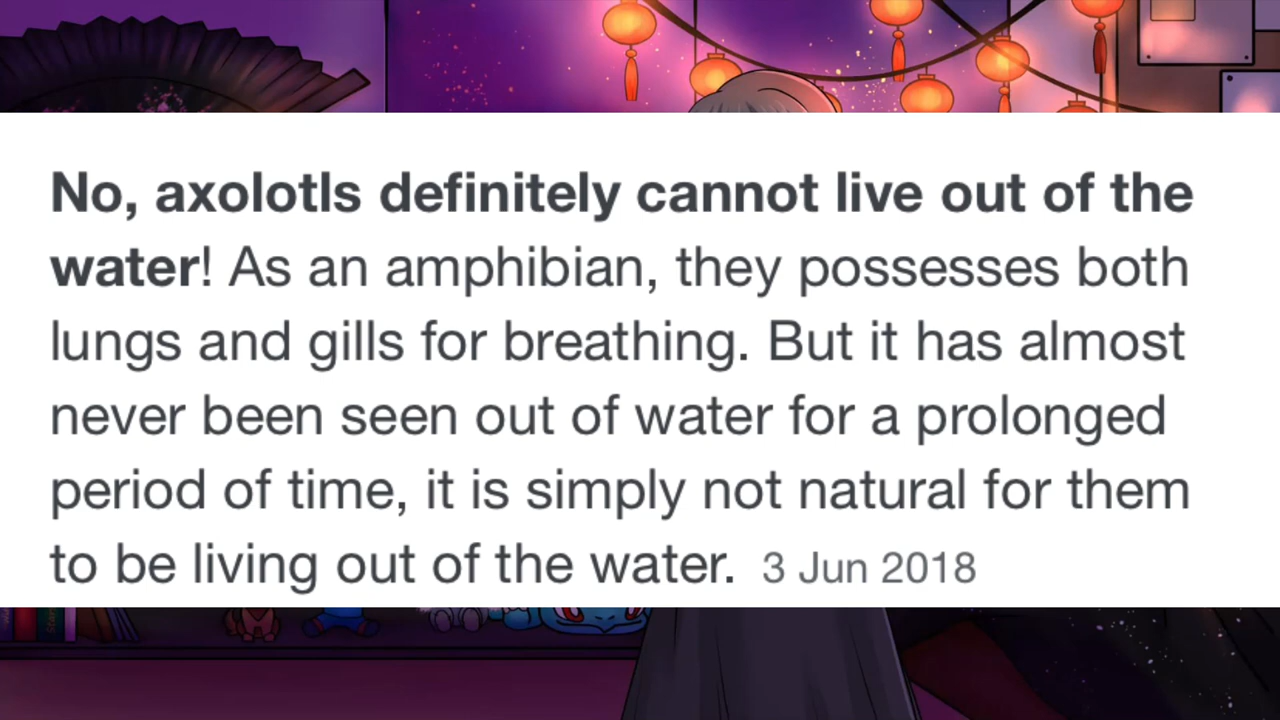 No, axolotls definitely cannot live out of the
water! As an amphibian, they possesses both
lungs and gills for breathing. But it has almost
never been seen out of water for a prolonged
period of time, it is simply not natural for them
to be living out of the water. 3 Jun 2018